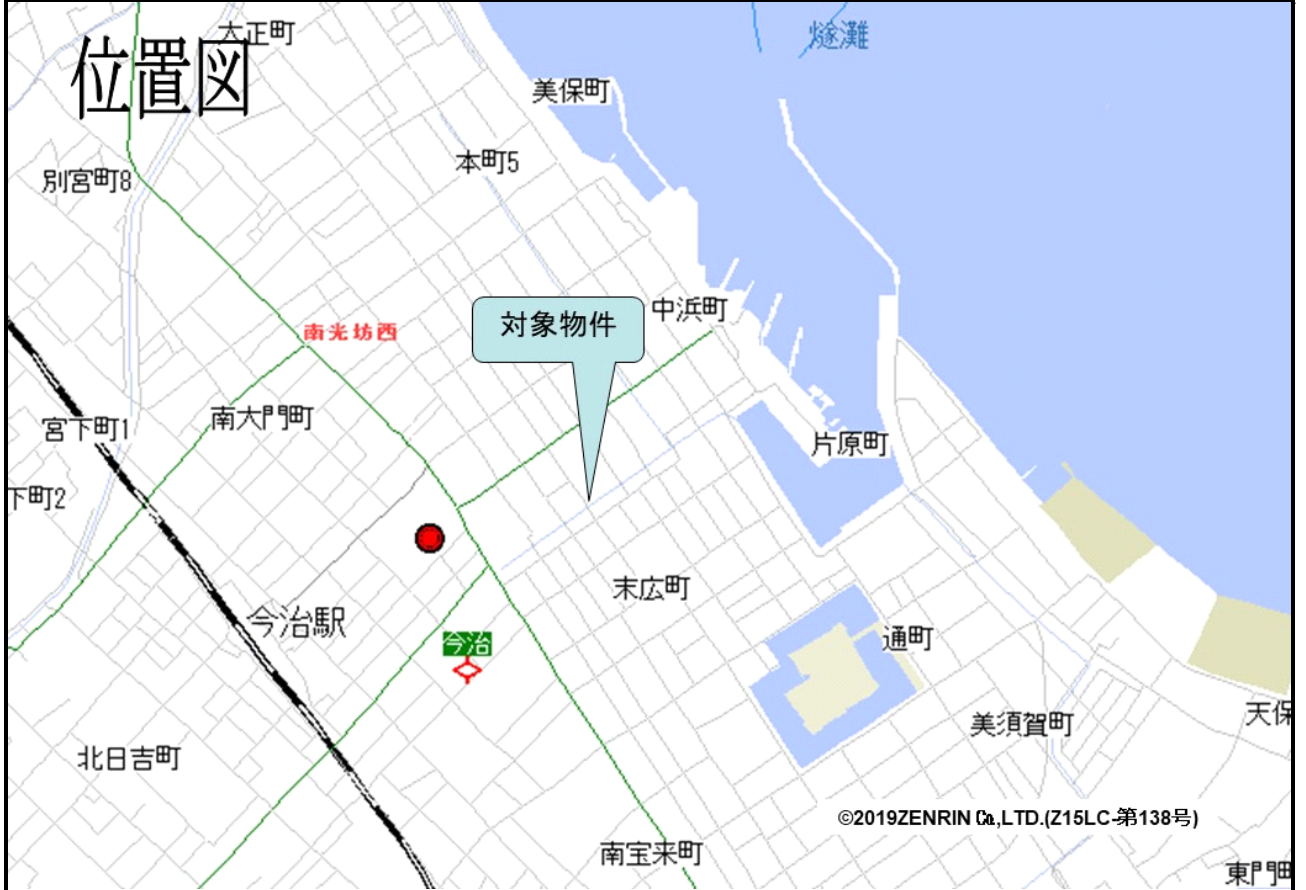 大正町
位置図
燧灘
美保町
本町5
別宮町8
中浜町
対象物件
南光坊西
南大門町
宮下町1
片原町
下町2
末広町
今治駅
通町
今治
天保
美須賀町
北日吉町
©2019ZENRIN Co.,LTD.(Z15LC-第138号)
南宝来町
東門町